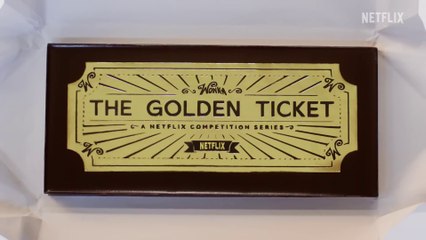 NETFLIX
Wonka
THE GOLDEN TICKET
A NETFLIX COMPETITION SERIES
NETFLIX